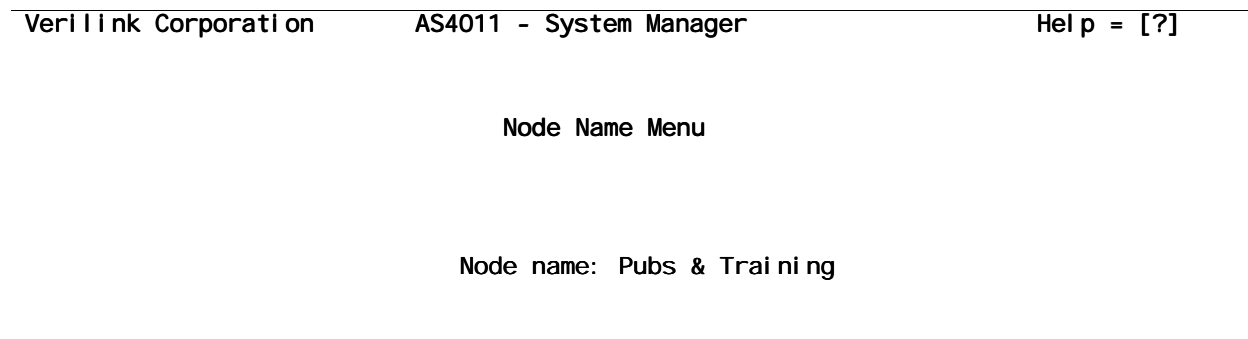 Verilink Corporation AS4011 - System Manager Help = [?]
Node Name Menu
Node name: Pubs & Training